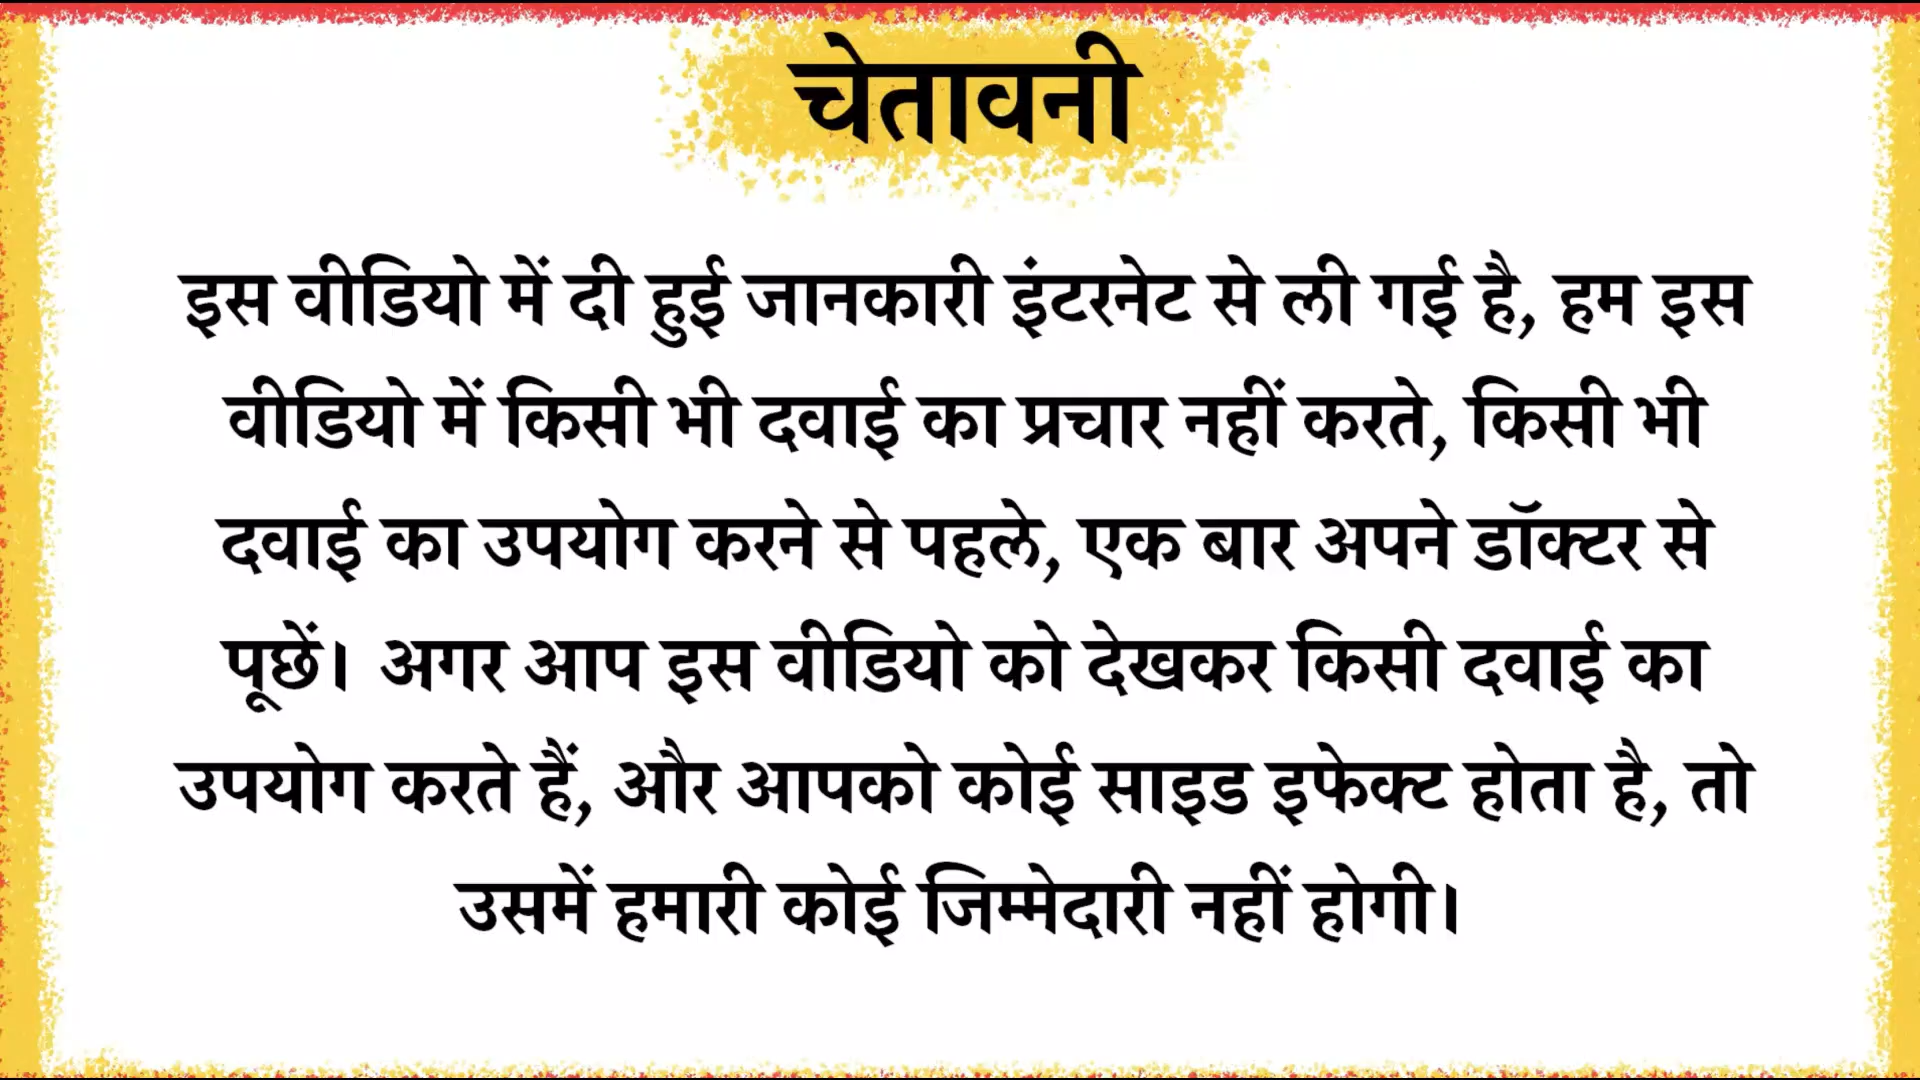 चेतावनी
इस वीडियो में दी हुई जानकारी इंटरनेट से ली गई है, हम इस
वीडियो में किसी भी दवाई का प्रचार नहीं करते, किसी भी
दवाई का उपयोग करने से पहले, एक बार अपने डॉक्टर से
पूछें। अगर आप इस वीडियो को देखकर किसी दवाई का
उपयोग करते हैं, और आपको कोई साइड इफेक्ट होता है, तो
उसमें हमारी कोई जिम्मेदारी नहीं होगी।